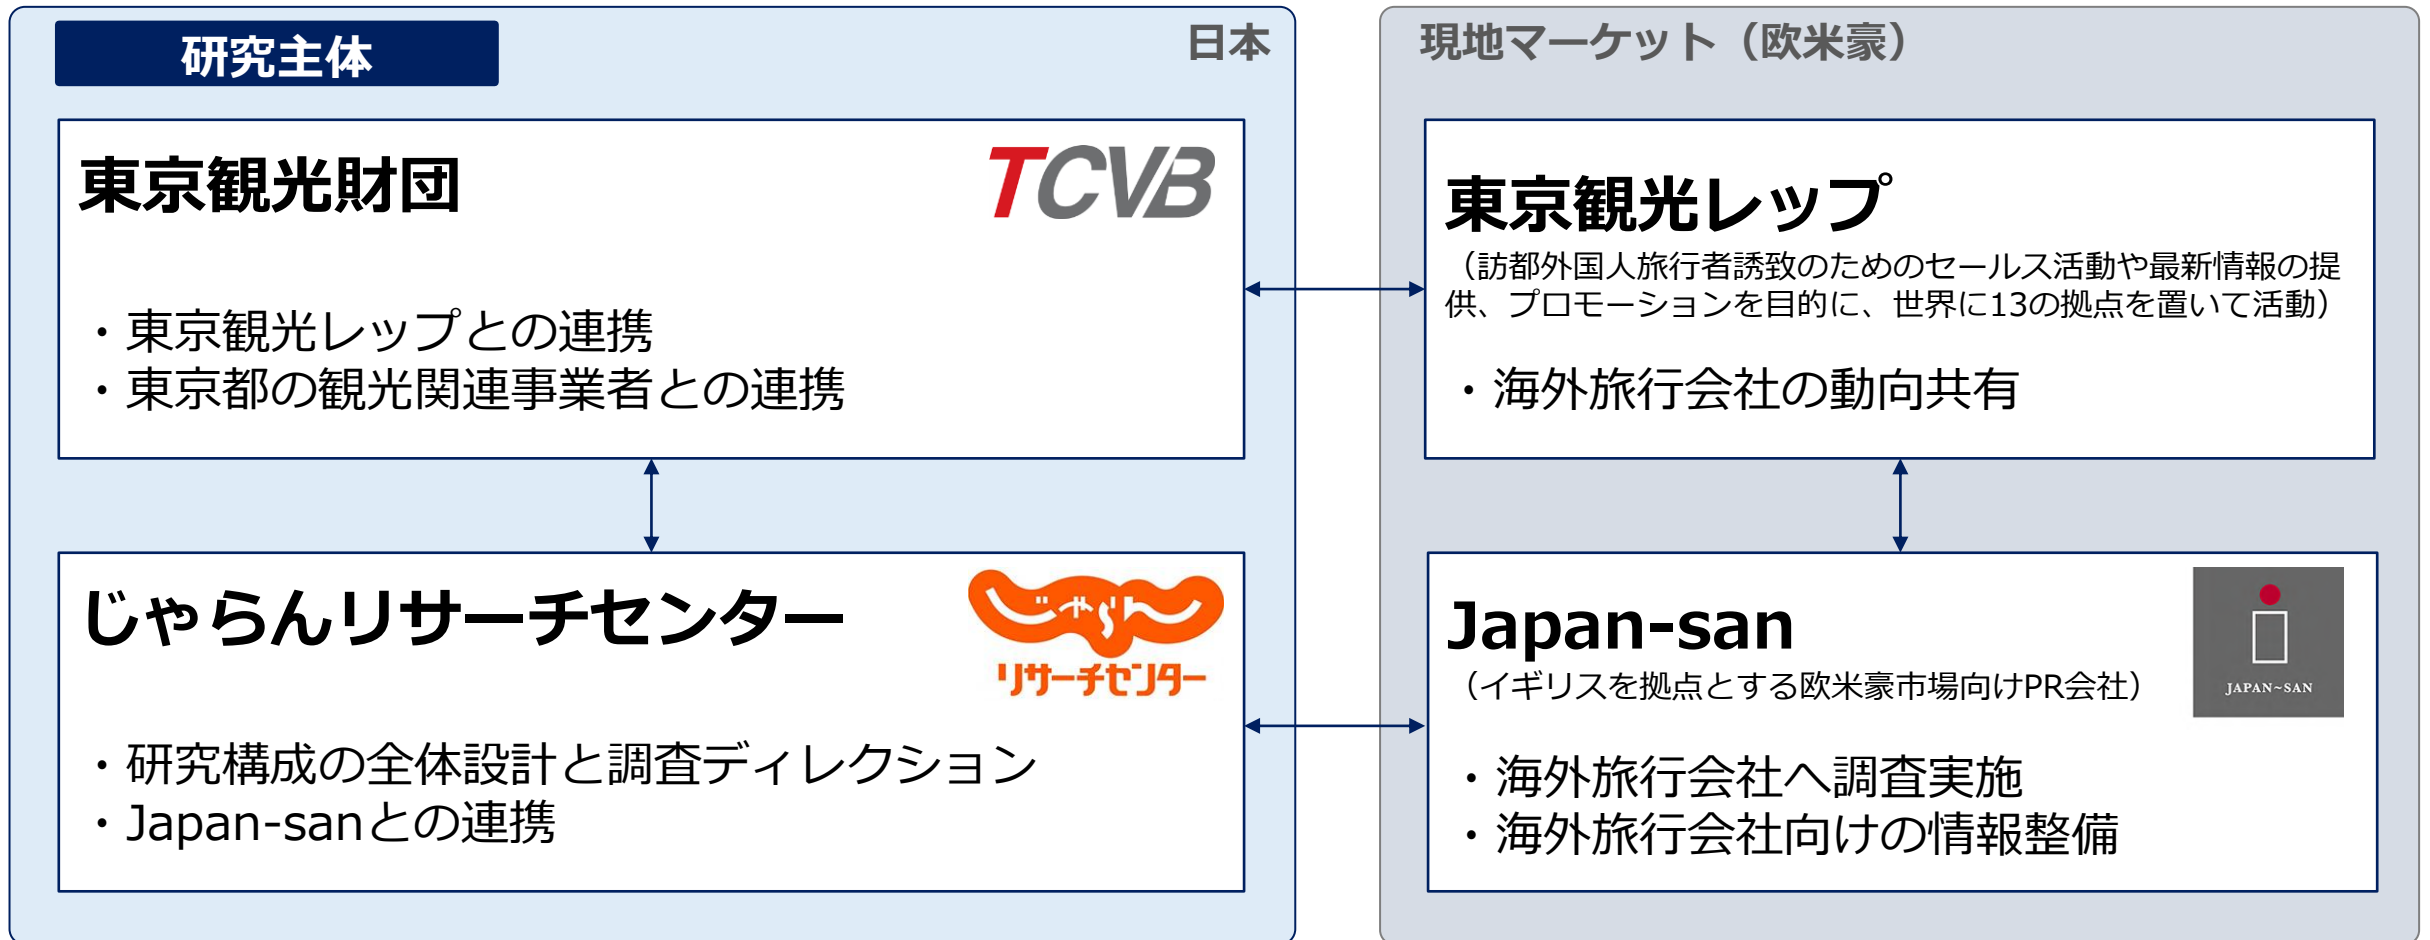 研究主体
日本
東京観光財団
TCVB
・東京観光レップとの連携
・東京都の観光関連事業者との連携
じゃらんリサーチセンター
じゃらん
リサーチセンター
・研究構成の全体設計と調査ディレクション
・Japan-sanとの連携
現地マーケット（欧米豪）
東京観光レップ
（訪都外国人旅行者誘致のためのセールス活動や最新情報の提
供、プロモーションを目的に、世界に13の拠点を置いて活動）
・海外旅行会社の動向共有
Japan-san
（イギリスを拠点とする欧米豪市場向けPR会社）
JAPAN~SAN
・海外旅行会社へ調査実施
・海外旅行会社向けの情報整備